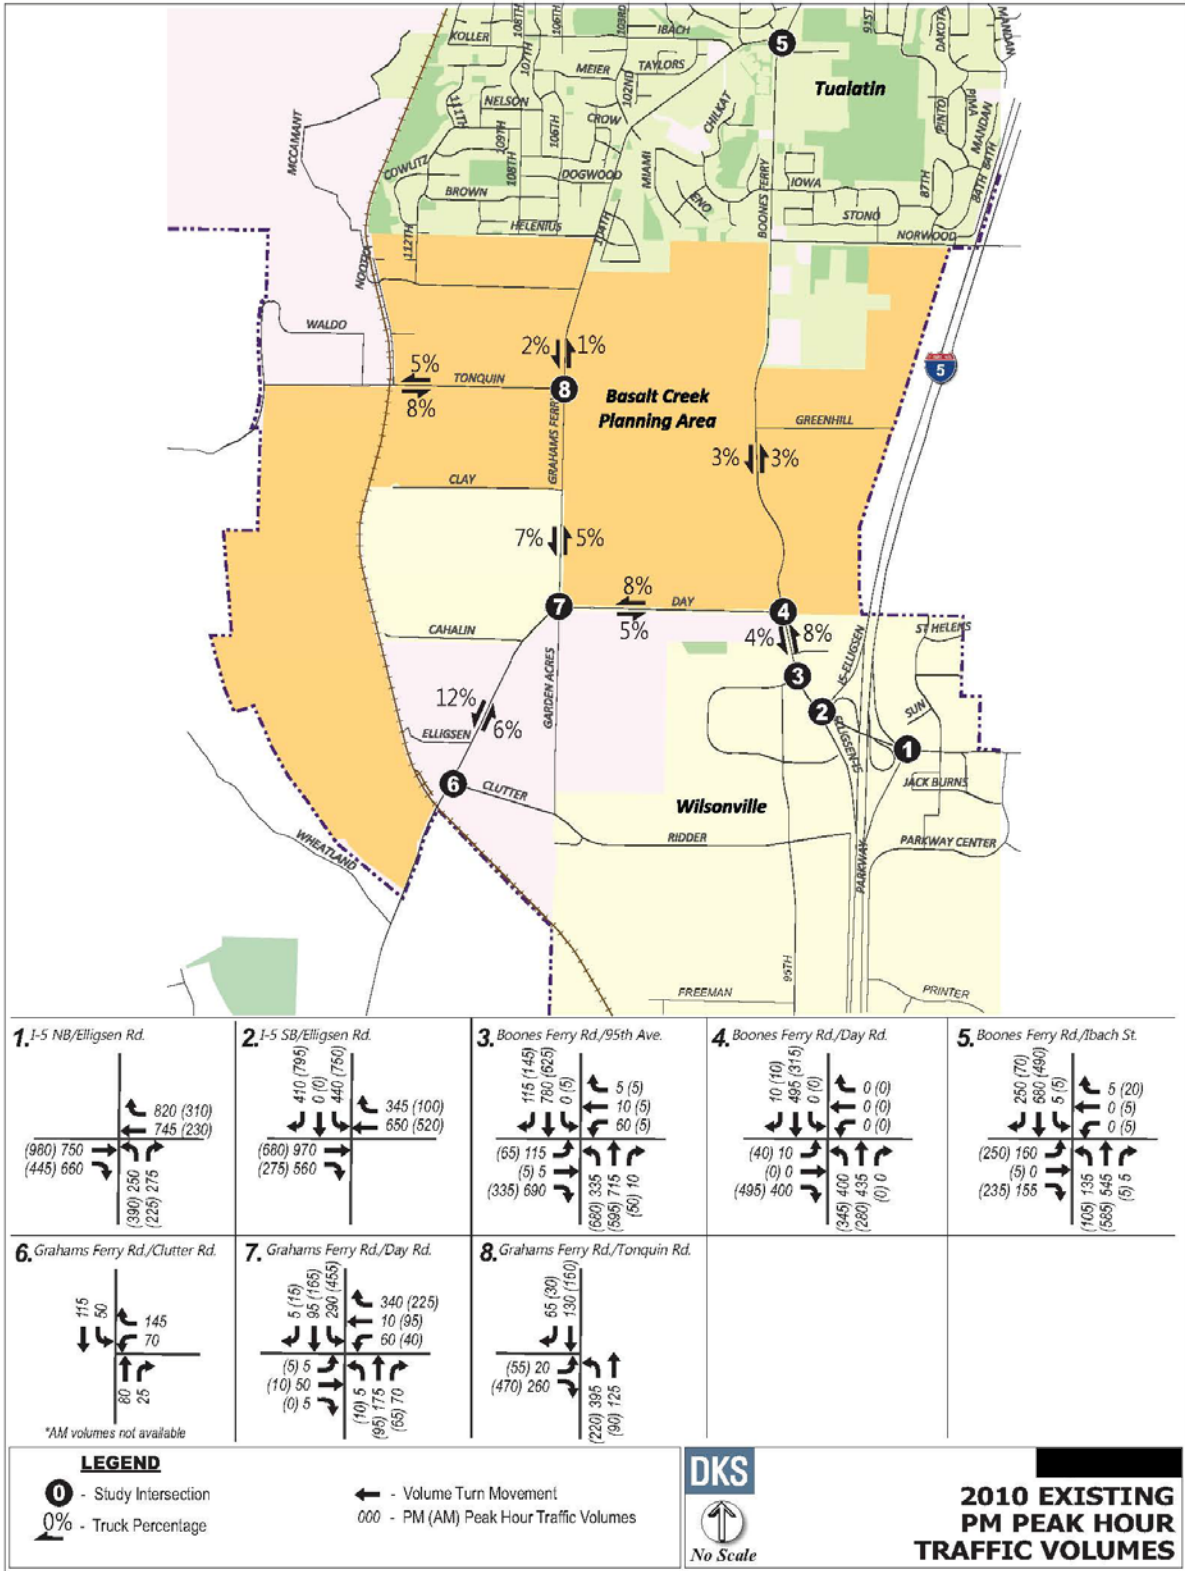 KOLLER
108TH
107TH
106TH
103RD
IBACH
5
91ST
DAKOTA
MANDAN
MEIER
TAYLORS
102ND
Tualatin
NELSON
111TH
109TH
106TH
CROW
CHILKAT
PINTO
PIMA
MANDAN
MCCAMANT
COWLITZ
108TH
DOGWOOD
MIAMI
BOONES FERRY
IOWA
87TH
84TH
84TH
BROWN
ENO
STONO
HELENIUS
104TH
NORWOOD
112TH
NOOTKA
WALDO
2%
1%
5
5%
TONQUIN
8
8%
Basalt Creek
Planning Area
GRAHAMS FERRY
GREENHILL
3%
3%
CLAY
7%
5%
8%
DAY
7
4
5%
CAHALIN
4%
8%
ST HELENS
I5-ELLIGSEN
GARDEN ACRES
3
12%
6%
2
SUN
ELLIGSEN
ELLIGSEN-I5
1
6
CLUTTER
JACK BURNS
Wilsonville
RIDDER
PARKWAY CENTER
WHEATLAND
PARKWAY
95TH
FREEMAN
PRINTER
1. I-5 NB/Elligsen Rd.
820 (310)
745 (230)
(980) 750
(445) 660
(390) 250
(225) 275
2. I-5 SB/Elligsen Rd.
410 (795)
0 (0)
440 (750)
345 (100)
650 (520)
(680) 970
(275) 560
3. Boones Ferry Rd./95th Ave.
115 (145)
780 (625)
0 (5)
5 (5)
10 (5)
60 (5)
(65) 115
(5) 5
(335) 690
(680) 335
(595) 715
(50) 10
4. Boones Ferry Rd./Day Rd.
10 (10)
495 (315)
0 (0)
0 (0)
0 (0)
0 (0)
(40) 10
(0) 0
(495) 400
(345) 400
(280) 435
(0) 0
5. Boones Ferry Rd./Ibach St.
260 (70)
680 (490)
5 (5)
5 (20)
0 (5)
0 (5)
(250) 160
(5) 0
(235) 155
(105) 135
(585) 545
(5) 5
6. Grahams Ferry Rd./Clutter Rd.
115
50
145
70
80
25
*AM volumes not available
7. Grahams Ferry Rd./Day Rd.
5 (15)
95 (165)
290 (455)
340 (225)
10 (95)
60 (40)
(5) 5
(10) 50
(0) 5
(10) 5
(95) 175
(65) 70
8. Grahams Ferry Rd./Tonquin Rd.
65 (30)
130 (160)
(55) 20
(470) 260
(220) 395
(90) 125
LEGEND
0 - Study Intersection
0% - Truck Percentage
- Volume Turn Movement
000 - PM (AM) Peak Hour Traffic Volumes
DKS
No Scale
2010 EXISTING
PM PEAK HOUR
TRAFFIC VOLUMES